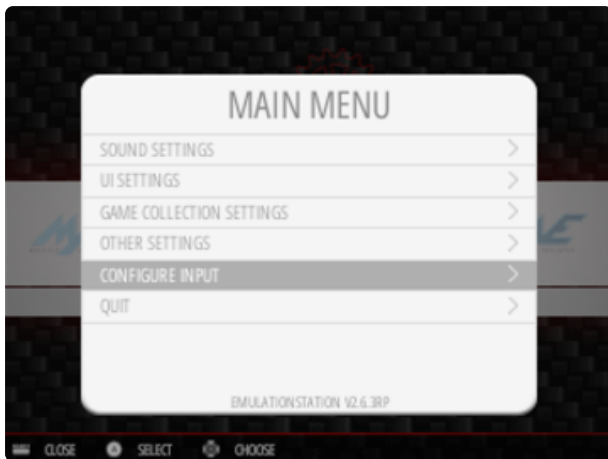 MAIN MENU
SOUND SETTINGS
UI SETTINGS
GAME COLLECTION SETTINGS
OTHER SETTINGS
CONFIGURE INPUT
QUIT
EMULATIONSTATION V2.6.3RP
CLOSE SELECT CHOOSE